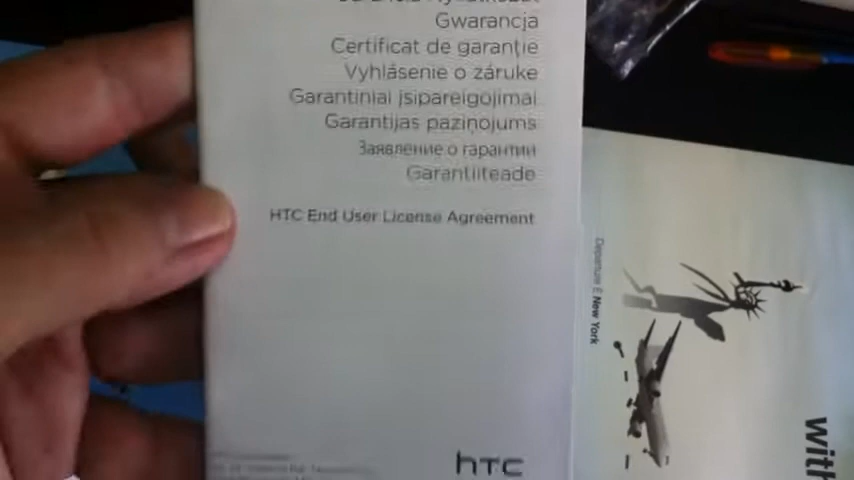 Gwarancja
Certificat de garanție
Vyhlásenie o záruke
Garantiniai įsipareigojimai
Garantijas paziņojums
Заявление о гарантии
Garantiiteade
HTC End User License Agreement
hTC
Departure E New York
with